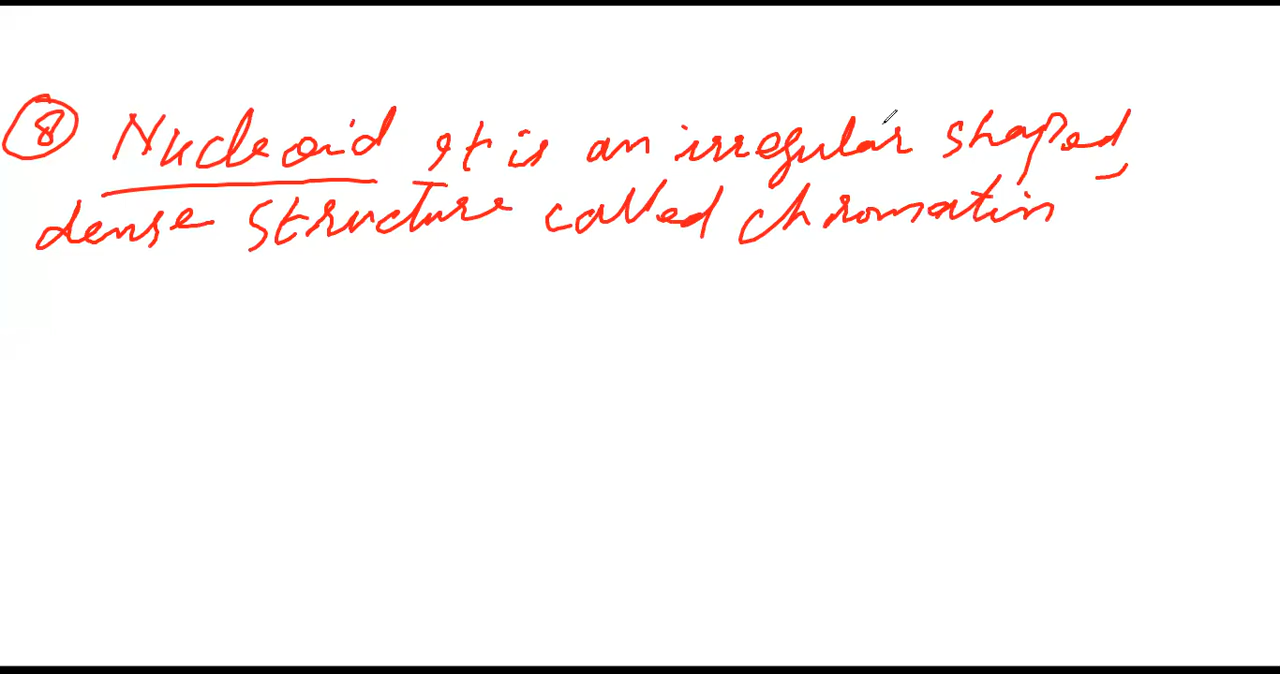 8 Nucleoid It is an irregular shaped,
dense structure called chromatin